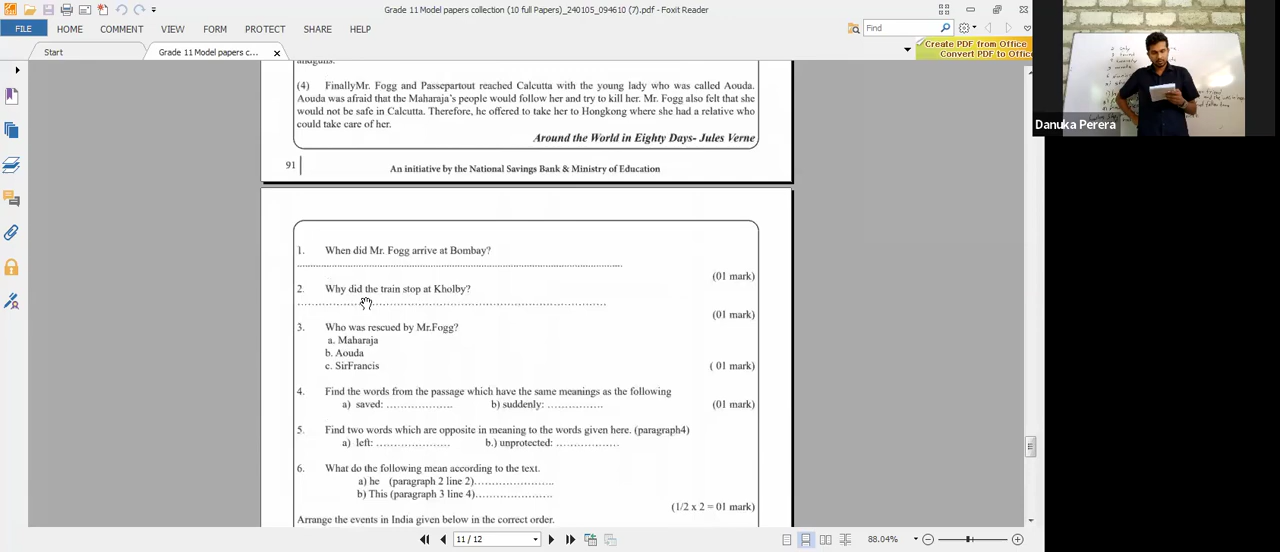 Grade 11 Model papers collection (10 full Papers)_240105_094610 (7).pdf - Foxit Reader
FILE HOME COMMENT VIEW FORM PROTECT SHARE HELP
Find
Start
Grade 11 Model papers c...
Create PDF from Office
Convert PDF to Office
(4) FinallyMr. Fogg and Passepartout reached Calcutta with the young lady who was called Aouda.
Aouda was afraid that the Maharaja's people would follow her and try to kill her. Mr. Fogg also felt that she
would not be safe in Calcutta. Therefore, he offered to take her to Hongkong where she had a relative who
could take care of her.
Around the World in Eighty Days- Jules Verne
91
An initiative by the National Savings Bank & Ministry of Education
1. When did Mr. Fogg arrive at Bombay?
(01 mark)
2. Why did the train stop at Kholby?
(01 mark)
3. Who was rescued by Mr.Fogg?
a. Maharaja
b. Aouda
c. SirFrancis ( 01 mark)
4. Find the words from the passage which have the same meanings as the following
a) saved: ………………. b) suddenly: ……………. (01 mark)
5. Find two words which are opposite in meaning to the words given here. (paragraph4)
a) left: ………………. b.) unprotected: ……………….
6. What do the following mean according to the text.
a) he (paragraph 2 line 2)…………………..
b) This (paragraph 3 line 4)………………….
(1/2 x 2 = 01 mark)
Arrange the events in India given below in the correct order.
11 / 12
88.04%
Danuka Perera